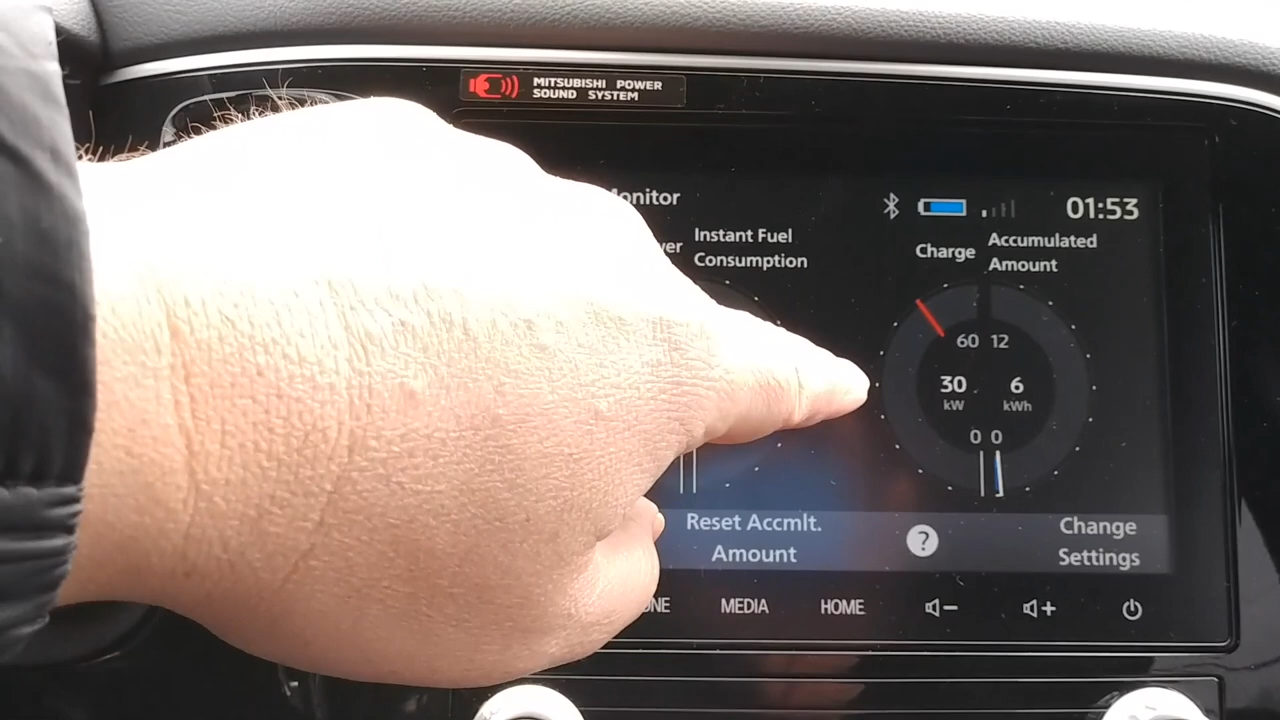 MITSUBISHI POWER
SOUND SYSTEM
01:53
Instant Fuel
Consumption
Charge
Accumulated
Amount
60 12
30 6
kW kWh
0 0
Reset Accmlt.
Amount
?
Change
Settings
MEDIA
HOME